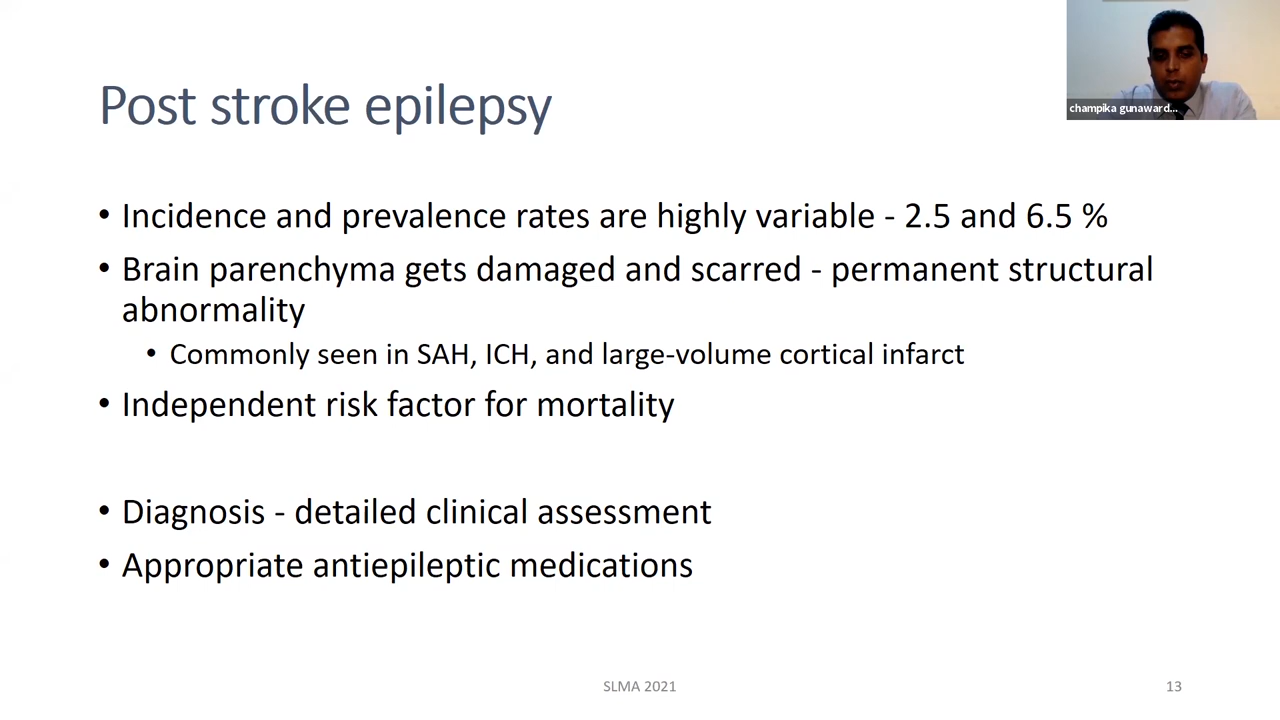 champika gunaward...
Post stroke epilepsy
• Incidence and prevalence rates are highly variable - 2.5 and 6.5 %
• Brain parenchyma gets damaged and scarred - permanent structural
abnormality
• Commonly seen in SAH, ICH, and large-volume cortical infarct
• Independent risk factor for mortality
• Diagnosis - detailed clinical assessment
• Appropriate antiepileptic medications
SLMA 2021
13